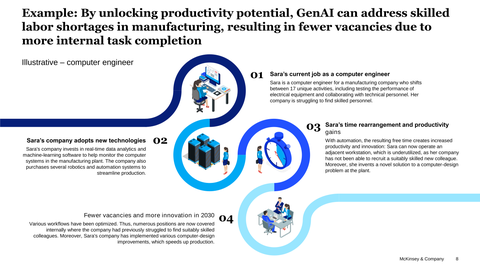 Example: By unlocking productivity potential, GenAI can address skilled
labor shortages in manufacturing, resulting in fewer vacancies due to
more internal task completion
Illustrative – computer engineer
01
Sara's current job as a computer engineer
Sara is a computer engineer for a manufacturing company who shifts
between 17 unique activities, including testing the performance of
electrical equipment and collaborating with technical personnel. Her
company is struggling to find skilled personnel.
Sara's company adopts new technologies
02
Sara's company invests in real-time data analytics and
machine-learning software to help monitor the computer
systems in the manufacturing plant. The company also
purchases several robotics and automation systems to
streamline production.
03
Sara's time rearrangement and productivity
gains
With automation, the resulting free time creates increased
productivity and innovation: Sara can now operate an
adjacent workstation, which is underutilized, as her company
has not been able to recruit a suitably skilled new colleague.
Moreover, she invents a novel solution to a computer-design
problem at the plant.
Fewer vacancies and more innovation in 2030
04
Various workflows have been optimized. Thus, numerous positions are now covered
internally where the company had previously struggled to find suitably skilled
colleagues. Moreover, Sara's company has implemented various computer-design
improvements, which speeds up production.
McKinsey & Company
8